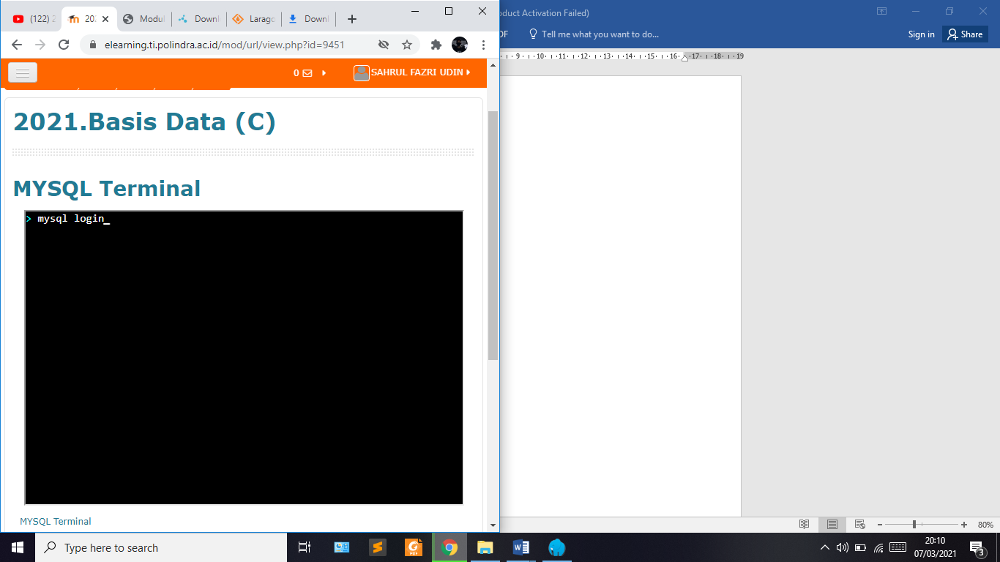 (122) 2
202
Modul
Downl
Larago
Downl
oduct Activation Failed)
elearning.ti.polindra.ac.id/mod/url/view.php?id=9451
DF
Tell me what you want to do...
Sign in
Share
9 10 11 12 13 14 15 16 17 18 19
0
SAHRUL FAZRI UDIN
2021.Basis Data (C)
MYSQL Terminal
> mysql login_
MYSQL Terminal
80%
Type here to search
PDF
20:10
07/03/2021
3